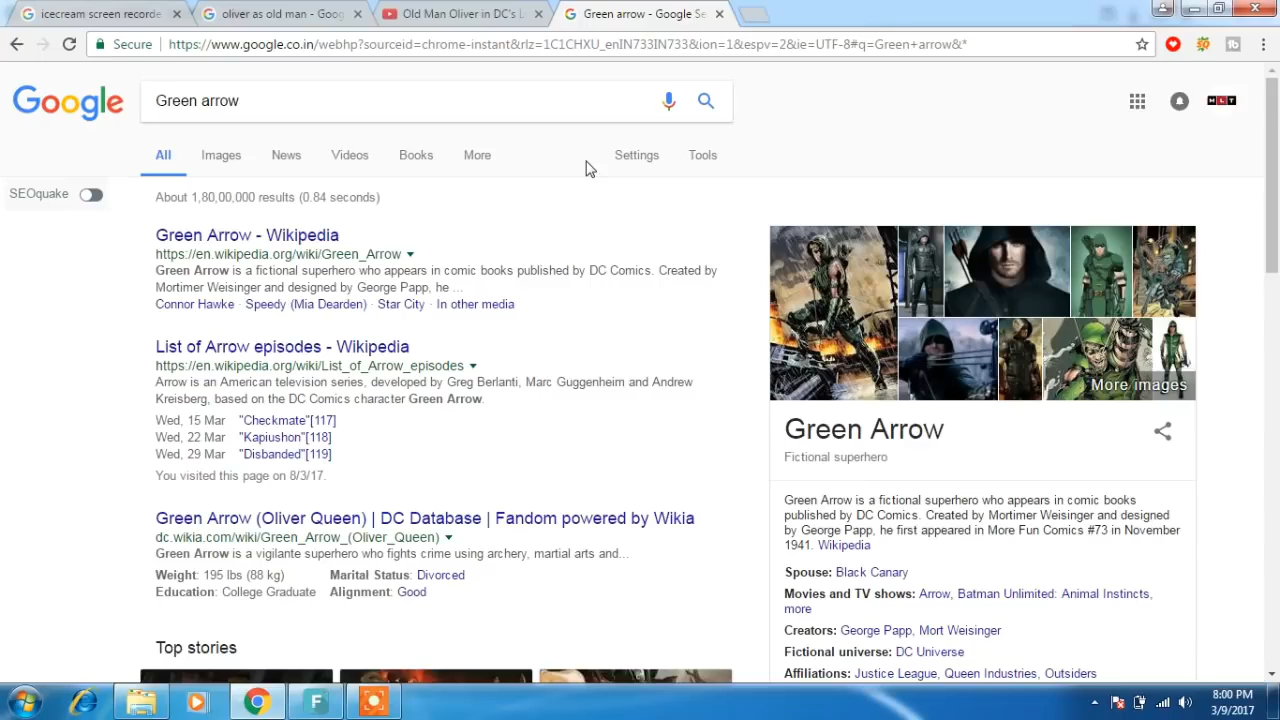 icecream screen recorde
oliver as old man - Goog
Old Man Oliver in DC's L
Green arrow - Google Se
Secure
https://www.google.co.in/webhp?sourceid=chrome-instant&rlz=1C1CHXU_enIN733IN733&ion=1&espv=2&ie=UTF-8#q=Green+arrow&*
Google
Green arrow
MLT
All Images News Videos Books More Settings Tools
SEOquake
About 1,80,00,000 results (0.84 seconds)
Green Arrow - Wikipedia
https://en.wikipedia.org/wiki/Green_Arrow
Green Arrow is a fictional superhero who appears in comic books published by DC Comics. Created by
Mortimer Weisinger and designed by George Papp, he ...
Connor Hawke · Speedy (Mia Dearden) · Star City · In other media
List of Arrow episodes - Wikipedia
https://en.wikipedia.org/wiki/List_of_Arrow_episodes
Arrow is an American television series, developed by Greg Berlanti, Marc Guggenheim and Andrew
Kreisberg, based on the DC Comics character Green Arrow.
Wed, 15 Mar "Checkmate"[117]
Wed, 22 Mar "Kapiushon"[118]
Wed, 29 Mar "Disbanded"[119]
You visited this page on 8/3/17.
Green Arrow (Oliver Queen) | DC Database | Fandom powered by Wikia
dc.wikia.com/wiki/Green_Arrow_(Oliver_Queen)
Green Arrow is a vigilante superhero who fights crime using archery, martial arts and...
Weight: 195 lbs (88 kg) Marital Status: Divorced
Education: College Graduate Alignment: Good
Top stories
More images
Green Arrow
Fictional superhero
Green Arrow is a fictional superhero who appears in comic books
published by DC Comics. Created by Mortimer Weisinger and designed
by George Papp, he first appeared in More Fun Comics #73 in November
1941. Wikipedia
Spouse: Black Canary
Movies and TV shows: Arrow, Batman Unlimited: Animal Instincts,
more
Creators: George Papp, Mort Weisinger
Fictional universe: DC Universe
Affiliations: Justice League, Queen Industries, Outsiders
F
8:00 PM
3/9/2017